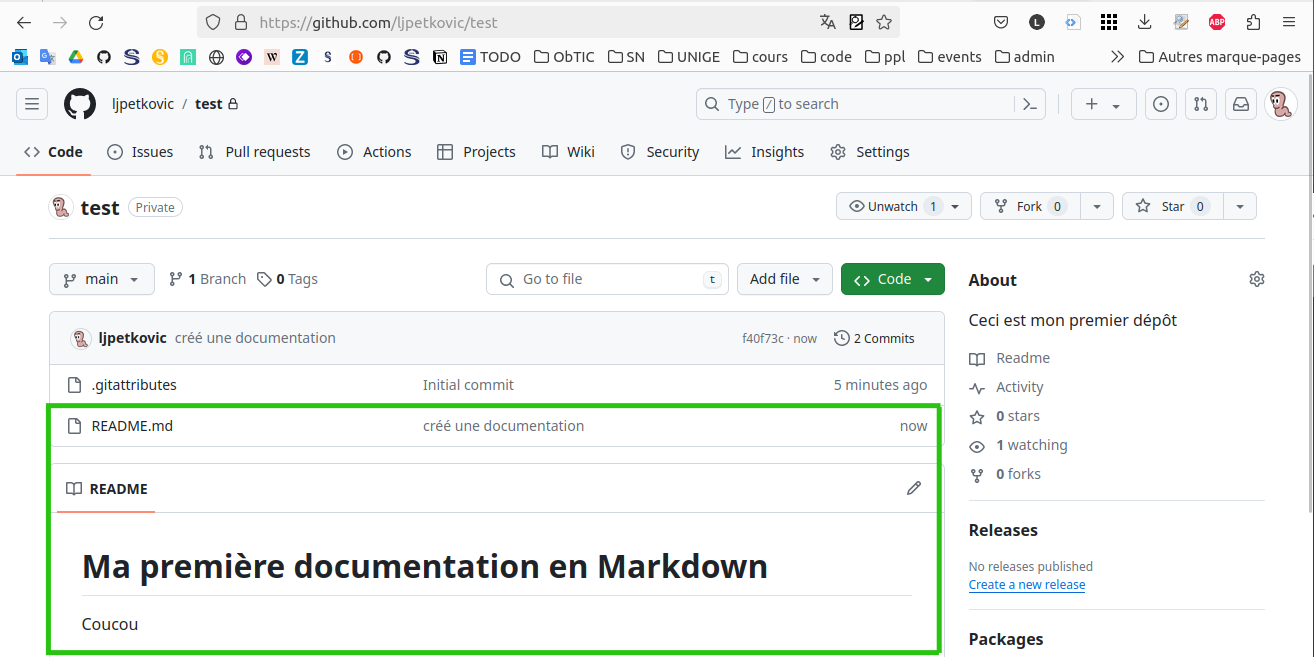 https://github.com/ljpetkovic/test
L
ABP
W Z S N TODO ObTIC SN UNIGE cours code ppl events admin Autres marque-pages
ljpetkovic / test Type / to search
Code Issues Pull requests Actions Projects Wiki Security Insights Settings
test Private Unwatch 1 Fork 0 Star 0
main 1 Branch 0 Tags Go to file t Add file Code
About
ljpetkovic créé une documentation f40f73c · now 2 Commits
Ceci est mon premier dépôt
.gitattributes Initial commit 5 minutes ago
Readme
Activity
0 stars
README.md créé une documentation now
1 watching
0 forks
README
Releases
No releases published
Create a new release
Ma première documentation en Markdown
Coucou
Packages